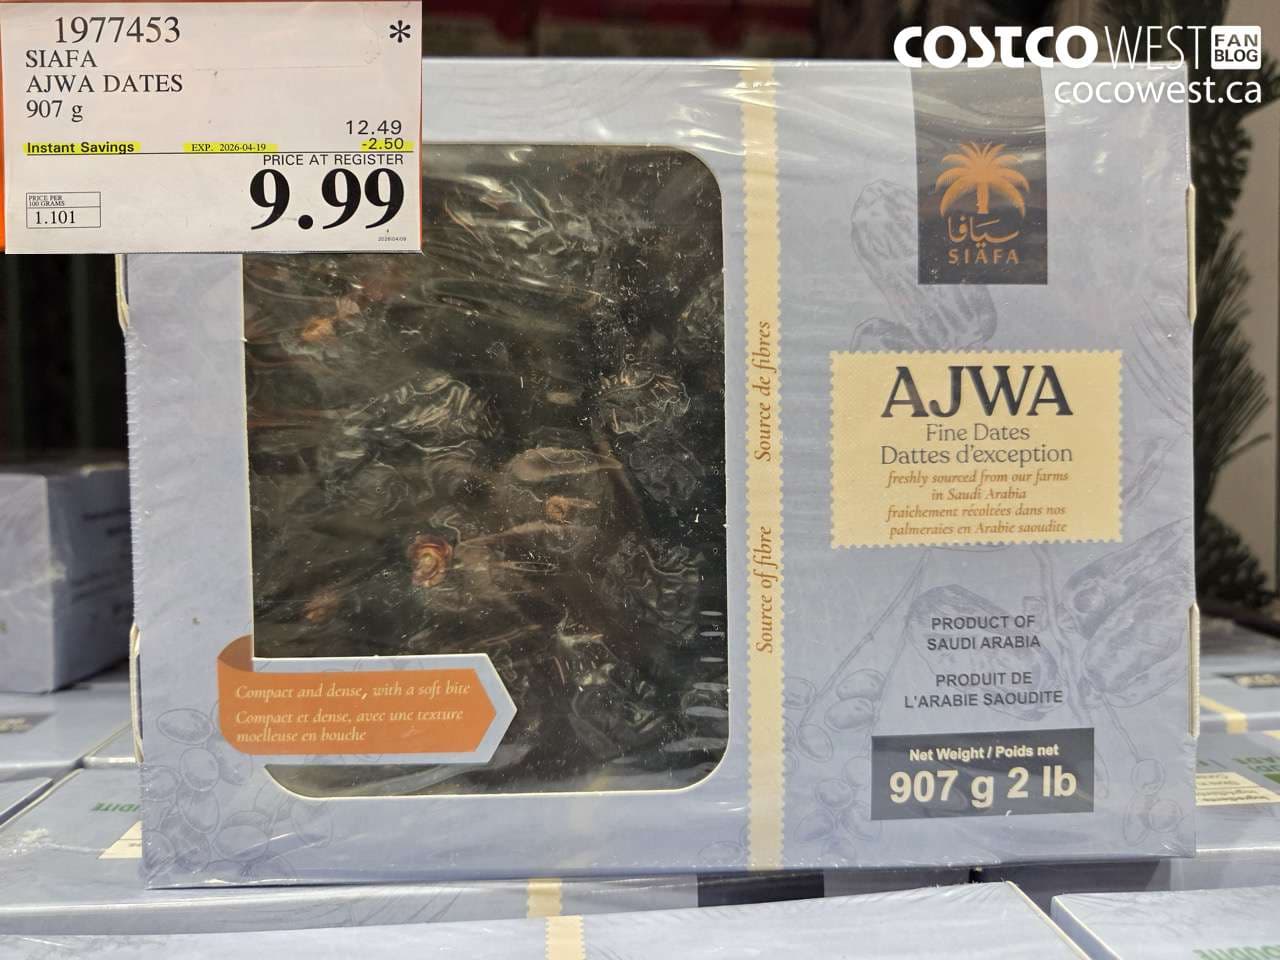 1977453 *
SIAFA
AJWA DATES
907 g
12.49
Instant Savings EXP. 2026-04-19 -2.50
PRICE AT REGISTER
9.99
PRICE PER
100 GRAMS
1.101
2026/04/09
COSTCO WEST FAN BLOG
cocowest.ca
سيافا
SIAFA
AJWA
Fine Dates
Dattes d'exception
freshly sourced from our farms
in Saudi Arabia
fraichement récoltées dans nos
palmeraies en Arabie saoudite
Source of fibre Source de fibres
PRODUCT OF
SAUDI ARABIA
PRODUIT DE
L'ARABIE SAOUDITE
Net Weight / Poids net
907 g 2 lb
Compact and dense, with a soft bite
Compact et dense, avec une texture
moelleuse en bouche